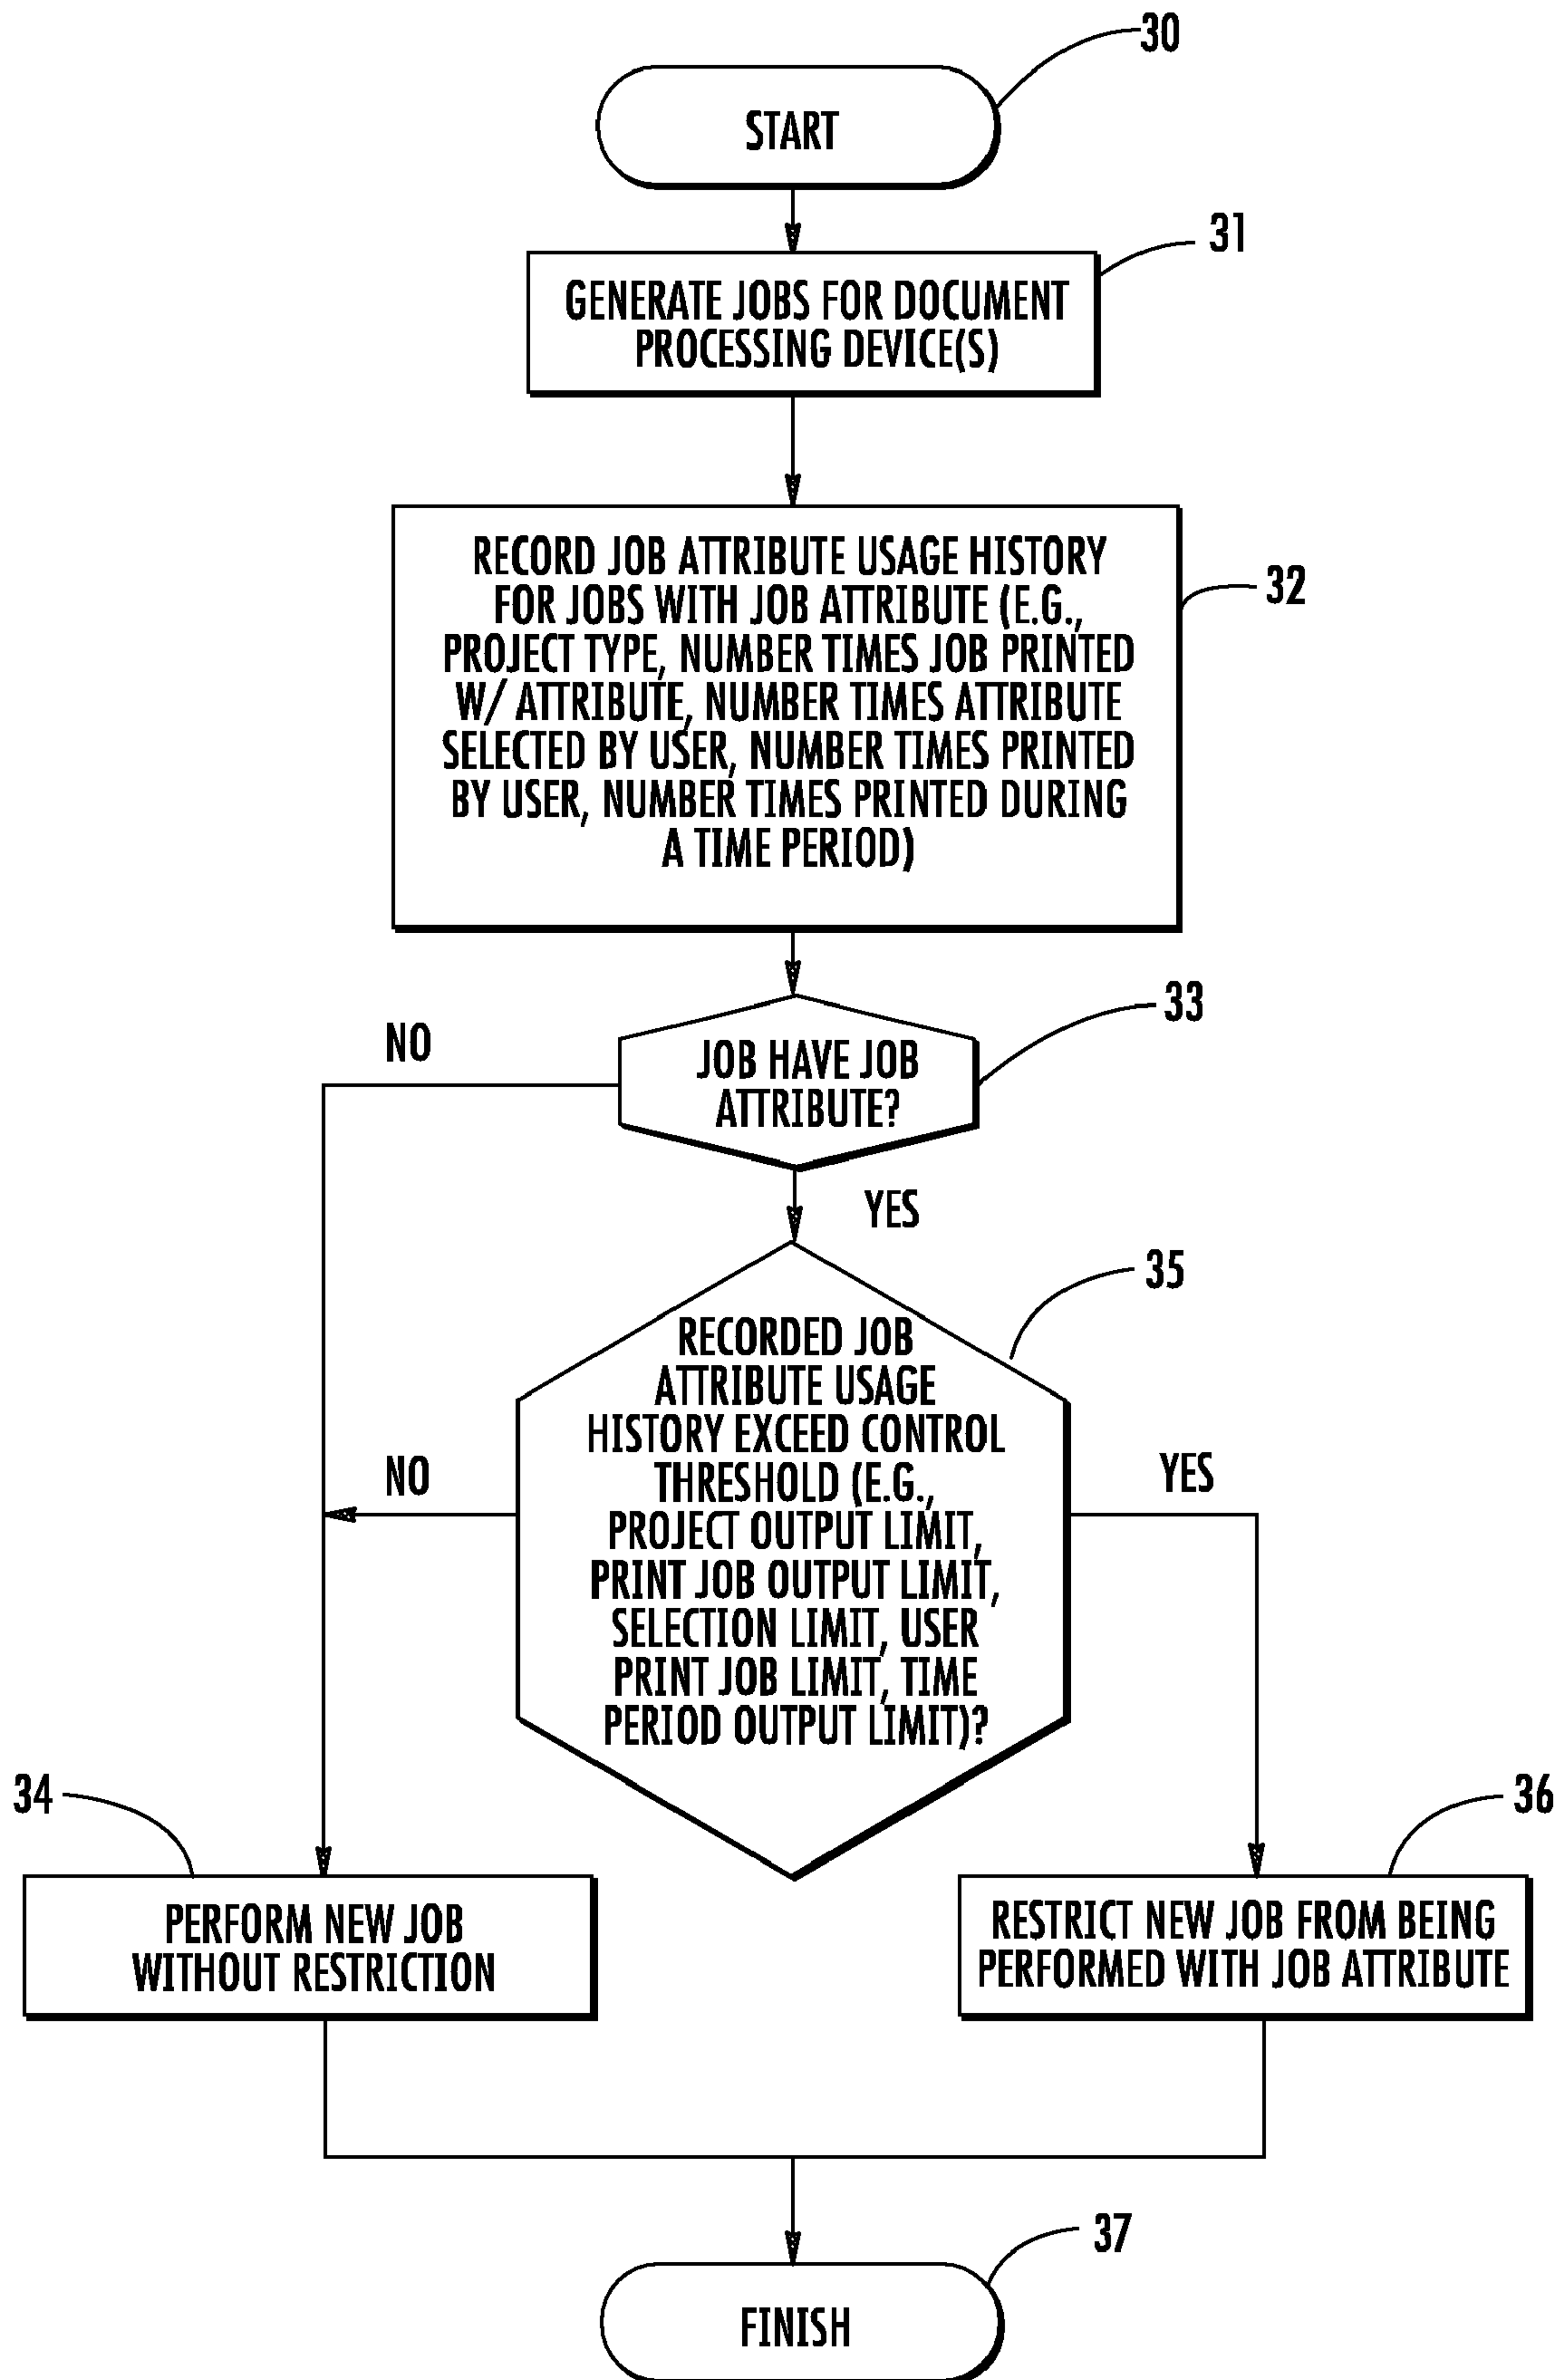 30
START
31
GENERATE JOBS FOR DOCUMENT
PROCESSING DEVICE(S)
RECORD JOB ATTRIBUTE USAGE HISTORY
FOR JOBS WITH JOB ATTRIBUTE (E.G.,
PROJECT TYPE, NUMBER TIMES JOB PRINTED
W/ ATTRIBUTE, NUMBER TIMES ATTRIBUTE
SELECTED BY USER, NUMBER TIMES PRINTED
BY USER, NUMBER TIMES PRINTED DURING
A TIME PERIOD)
32
33
NO
JOB HAVE JOB
ATTRIBUTE?
YES
35
RECORDED JOB
ATTRIBUTE USAGE
HISTORY EXCEED CONTROL
THRESHOLD (E.G.,
PROJECT OUTPUT LIMIT,
PRINT JOB OUTPUT LIMIT,
SELECTION LIMIT, USER
PRINT JOB LIMIT, TIME
PERIOD OUTPUT LIMIT)?
NO
YES
34
36
PERFORM NEW JOB
WITHOUT RESTRICTION
RESTRICT NEW JOB FROM BEING
PERFORMED WITH JOB ATTRIBUTE
37
FINISH